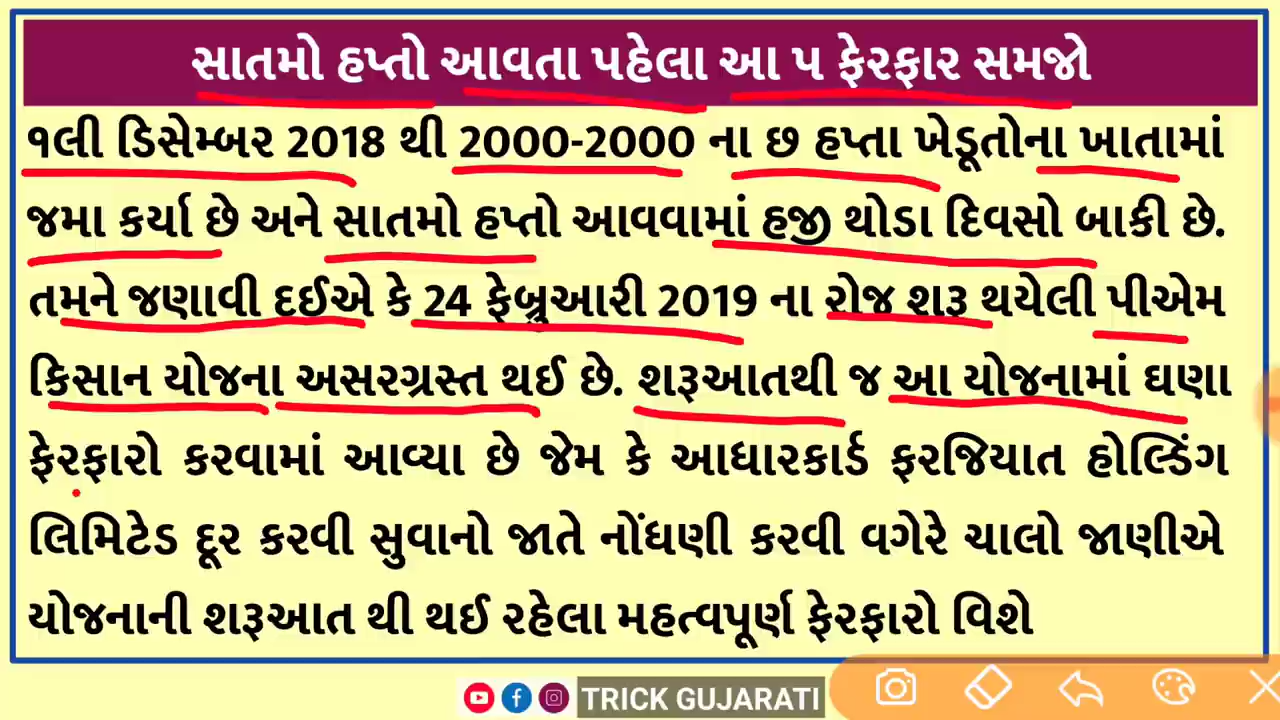 સાતમો હપ્તો આવતા પહેલા આ ૫ ફેરફાર સમજો
૧લી ડિસેમ્બર 2018 થી 2000-2000 ના છ હપ્તા ખેડૂતોના ખાતામાં
જમા કર્યા છે અને સાતમો હપ્તો આવવામાં હજી થોડા દિવસો બાકી છે.
તમને જણાવી દઈએ કે 24 ફેબ્રુઆરી 2019 ના રોજ શરૂ થયેલી પીએમ
કિસાન યોજના અસરગ્રસ્ત થઈ છે. શરૂઆતથી જ આ યોજનામાં ઘણા
ફેરફારો કરવામાં આવ્યા છે જેમ કે આધારકાર્ડ ફરજિયાત હોલ્ડિંગ
લિમિટેડ દૂર કરવી સુવાનો જાતે નોંધણી કરવી વગેરે ચાલો જાણીએ
યોજનાની શરૂઆત થી થઈ રહેલા મહત્વપૂર્ણ ફેરફારો વિશે
TRICK GUJARATI